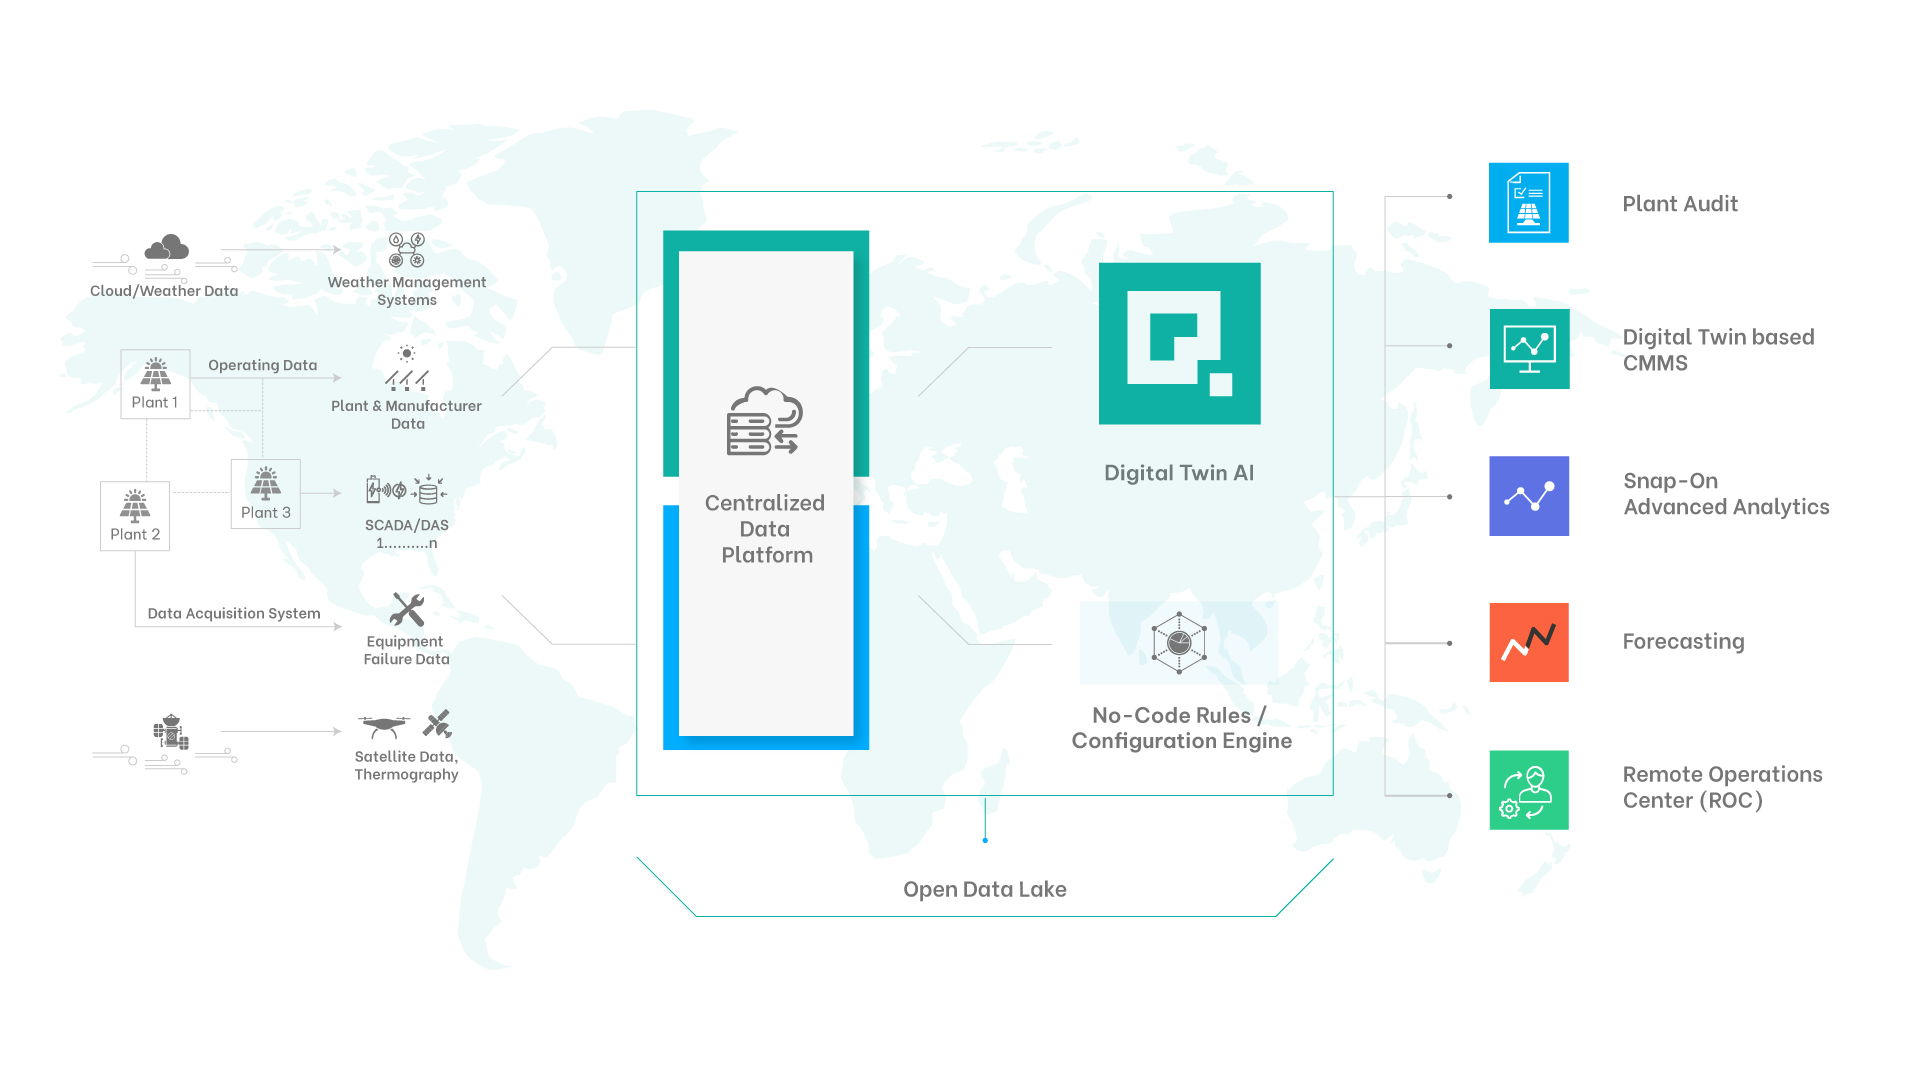 Cloud/Weather Data
Weather Management
Systems
Operating Data
Plant 1
Plant & Manufacturer
Data
Plant 2
Plant 3
SCADA/DAS
1..........n
Data Acquisition System
Equipment
Failure Data
Satellite Data,
Thermography
Centralized
Data
Platform
Digital Twin AI
No-Code Rules /
Configuration Engine
Open Data Lake
Plant Audit
Digital Twin based
CMMS
Snap-On
Advanced Analytics
Forecasting
Remote Operations
Center (ROC)